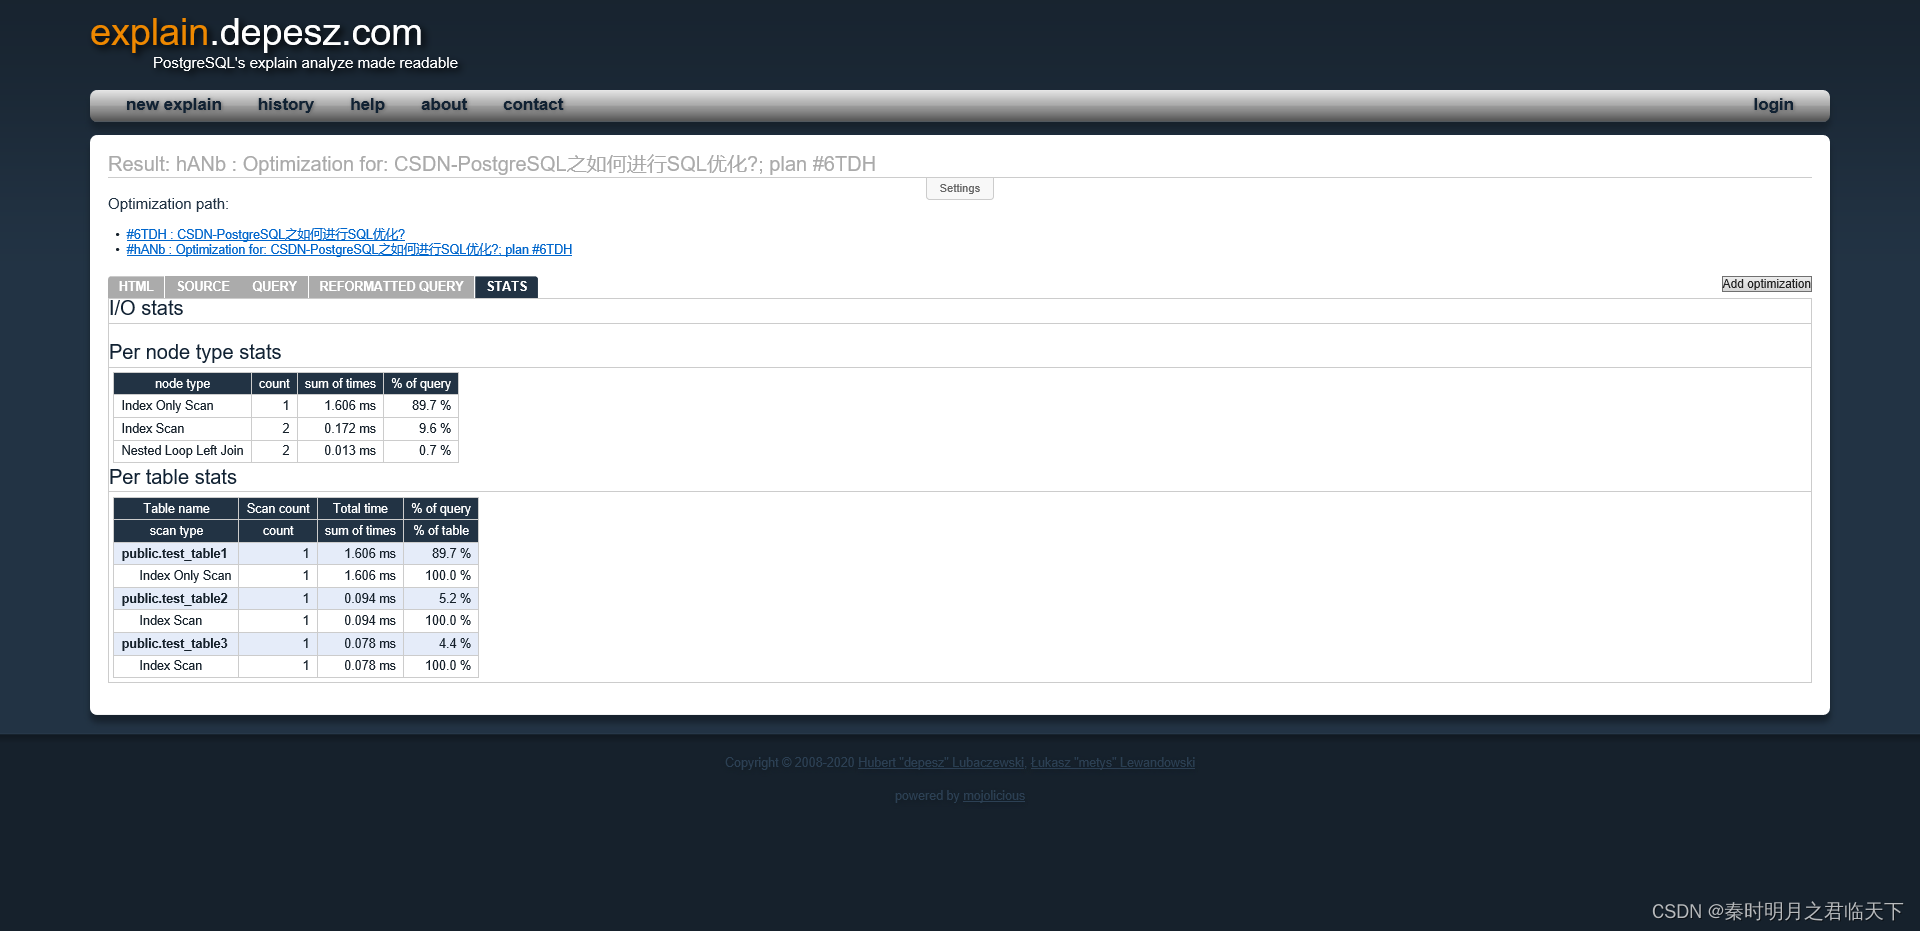 explain.depesz.com
PostgreSQL's explain analyze made readable
new explain history help about contact login
Result: hANb : Optimization for: CSDN-PostgreSQL之如何进行SQL优化?; plan #6TDH
Settings
Optimization path:
• #6TDH : CSDN-PostgreSQL之如何进行SQL优化?
• #hANb : Optimization for: CSDN-PostgreSQL之如何进行SQL优化?; plan #6TDH
HTML SOURCE QUERY REFORMATTED QUERY STATS Add optimization
I/O stats
Per node type stats
node type count sum of times % of query
Index Only Scan 1 1.606 ms 89.7 %
Index Scan 2 0.172 ms 9.6 %
Nested Loop Left Join 2 0.013 ms 0.7 %
Per table stats
Table name Scan count Total time % of query
scan type count sum of times % of table
public.test_table1 1 1.606 ms 89.7 %
Index Only Scan 1 1.606 ms 100.0 %
public.test_table2 1 0.094 ms 5.2 %
Index Scan 1 0.094 ms 100.0 %
public.test_table3 1 0.078 ms 4.4 %
Index Scan 1 0.078 ms 100.0 %
Copyright © 2008-2020 Hubert "depesz" Lubaczewski, Łukasz "metys" Lewandowski
powered by mojolicious
CSDN @秦时明月之君临天下